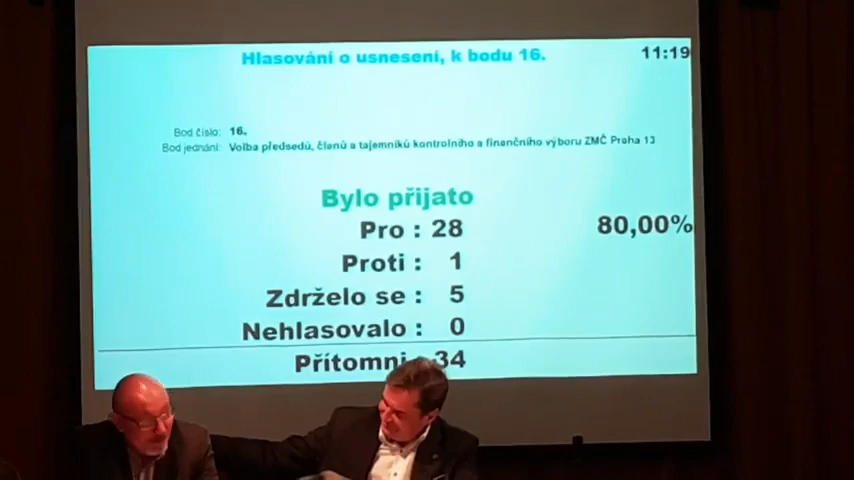 Hlasování o usnesení, k bodu 16. 11:19
Bod číslo: 16.
Bod jednání: Volba předsedů, členů a tajemníků kontrolního a finančního výboru ZMČ Praha 13
Bylo přijato
Pro : 28 80,00%
Proti : 1
Zdrželo se : 5
Nehlasovalo : 0
Přítomni : 34